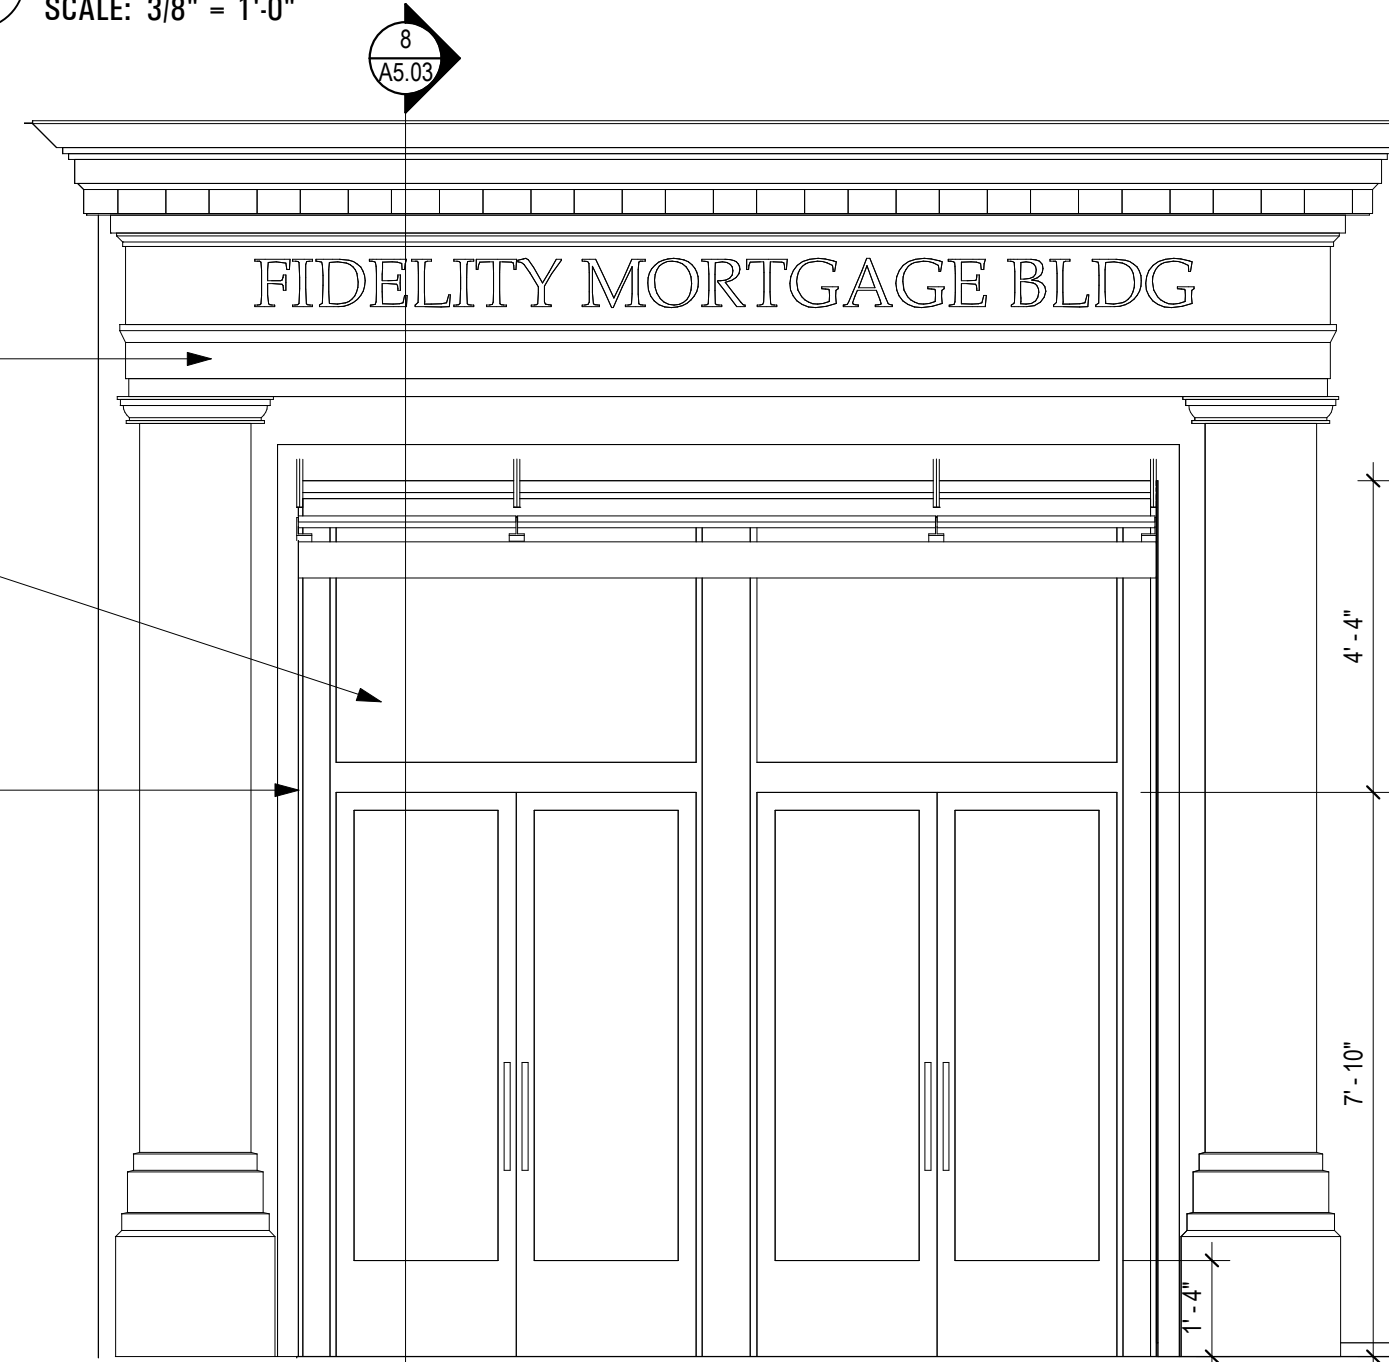 SCALE: 3/8" = 1'-0"
8
A5.03
FIDELITY MORTGAGE BLDG
4' - 4"
7' - 10"
1' - 4"